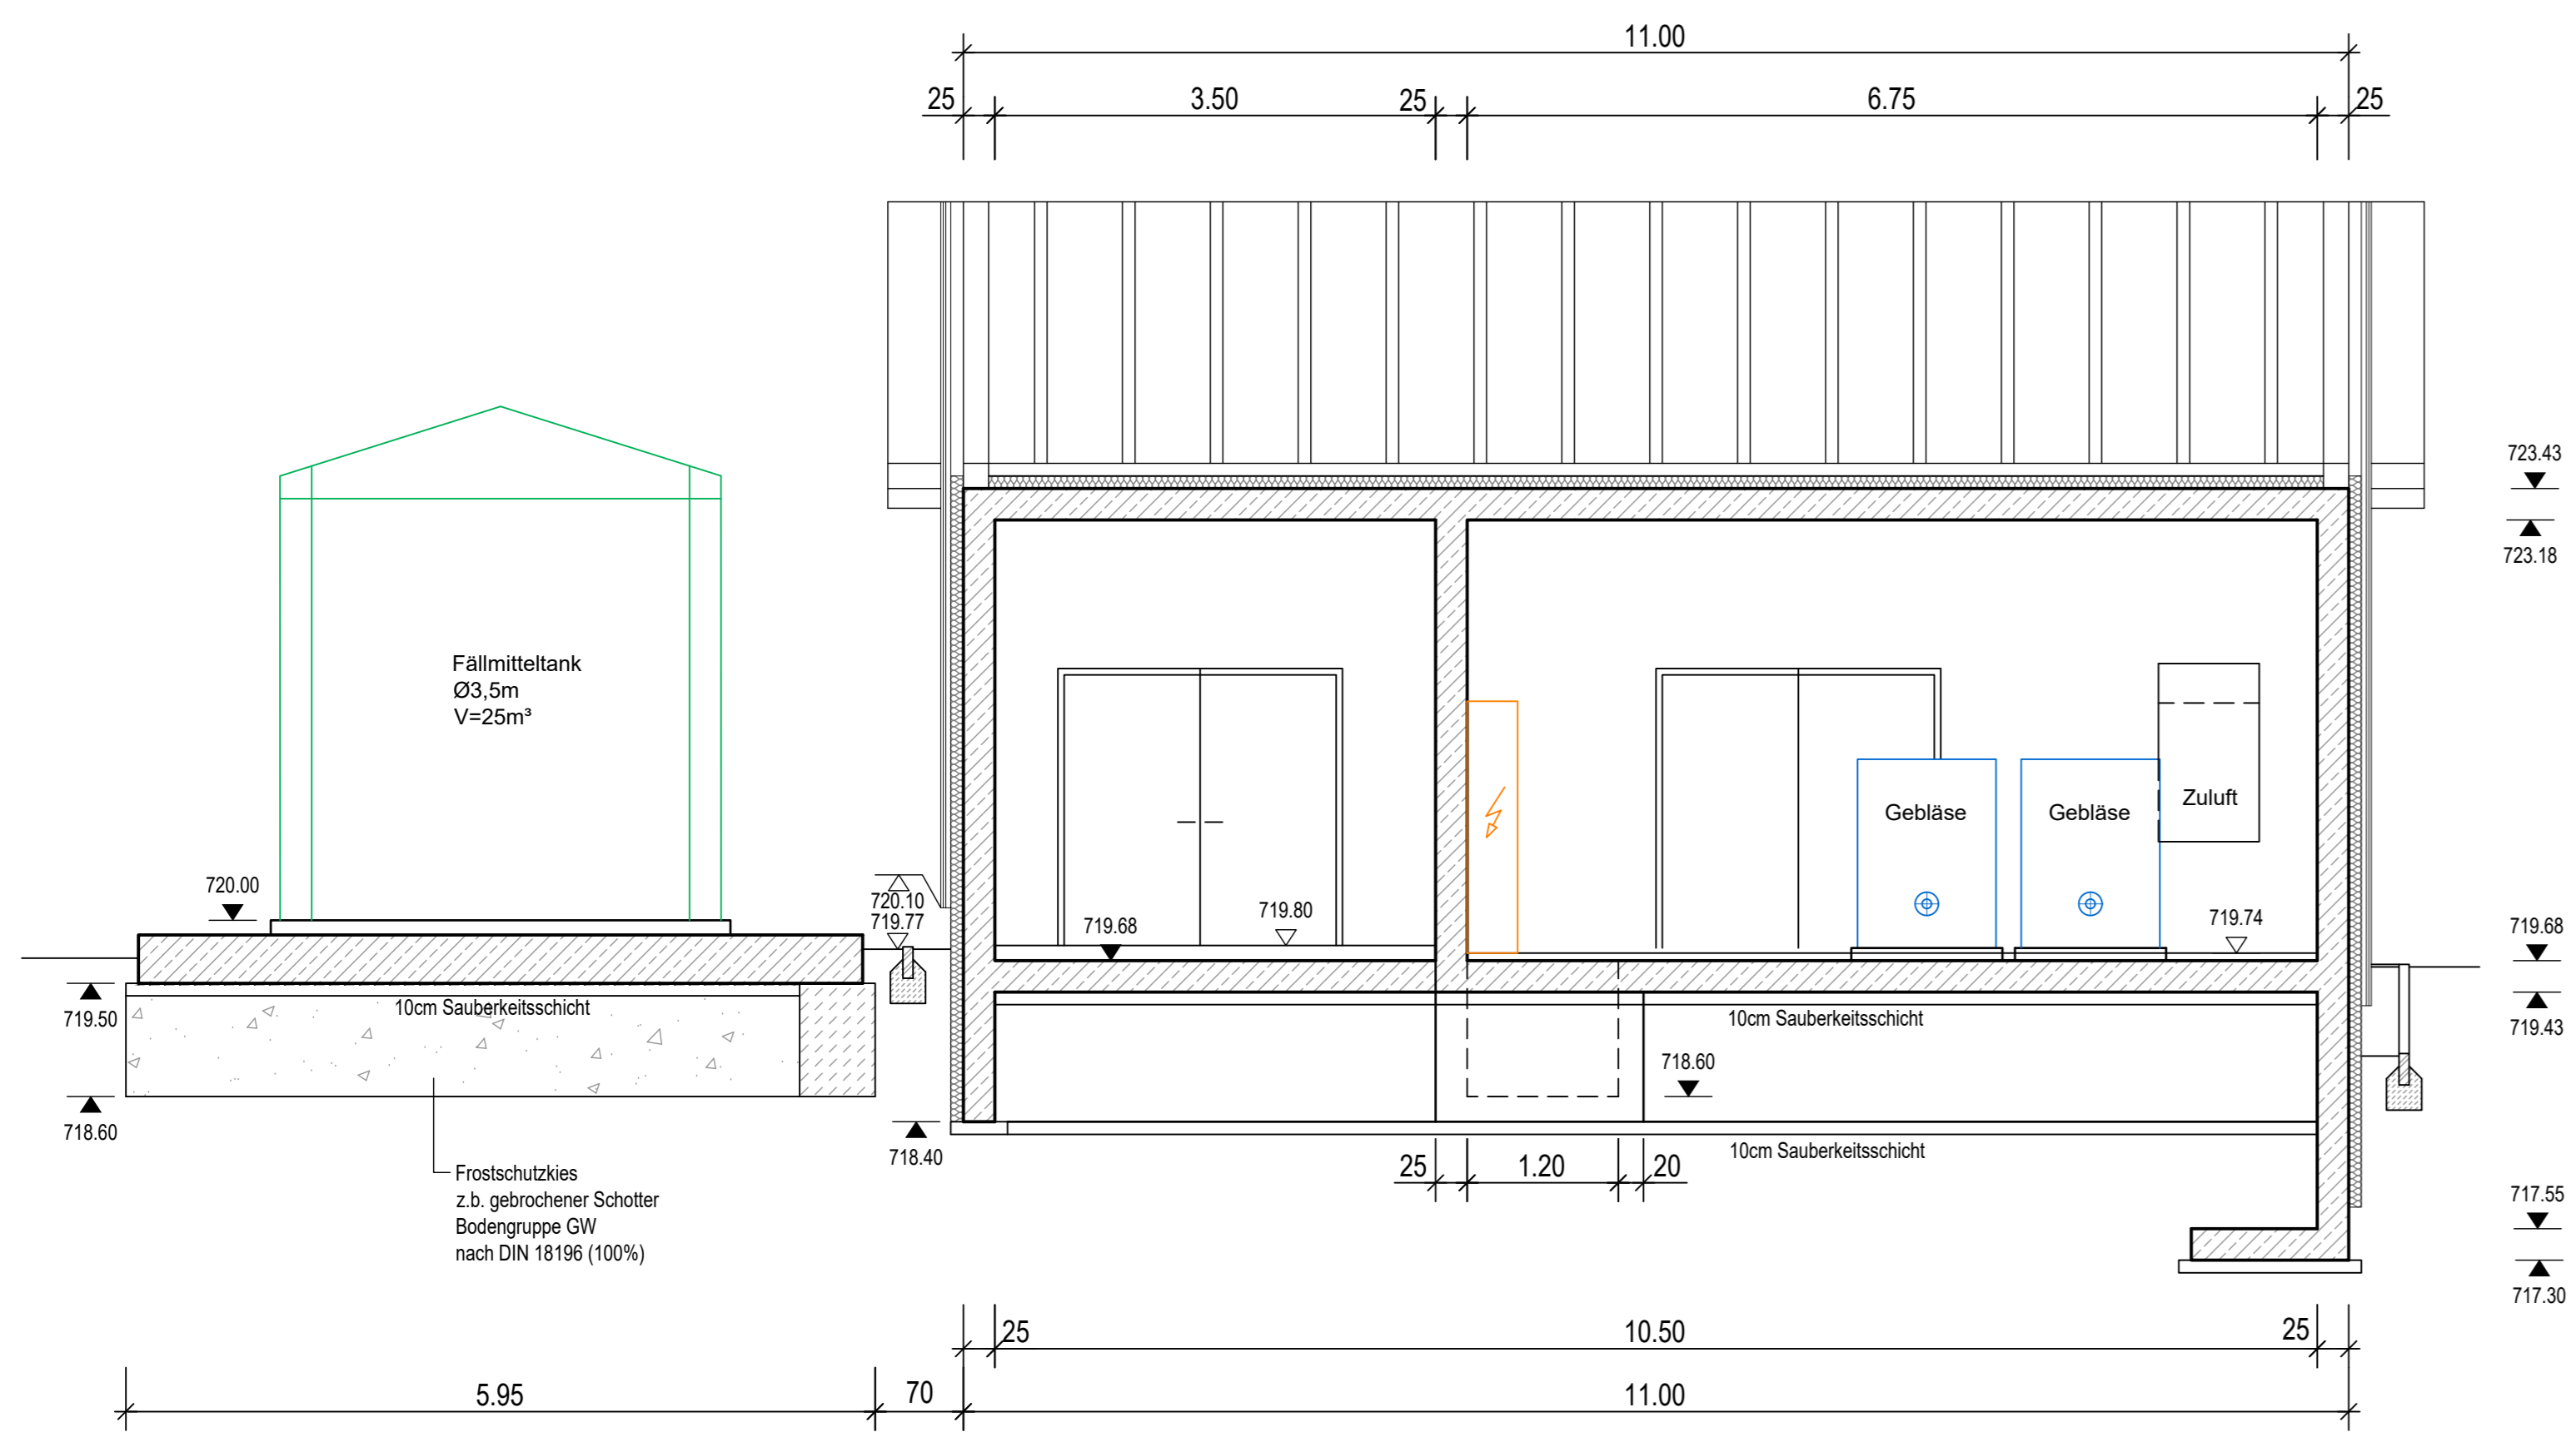 11.00
25
3.50
25
6.75
25
723.43
723.18
Fällmitteltank
Ø3,5m
V=25m³
Gebläse
Gebläse
Zuluft
720.00
720.10
719.77
719.68
719.80
719.74
719.68
719.50
10cm Sauberkeitsschicht
10cm Sauberkeitsschicht
719.43
718.60
718.60
718.40
25
1.20
20
10cm Sauberkeitsschicht
Frostschutzkies
z.b. gebrochener Schotter
Bodengruppe GW
nach DIN 18196 (100%)
717.55
717.30
25
10.50
25
5.95
70
11.00